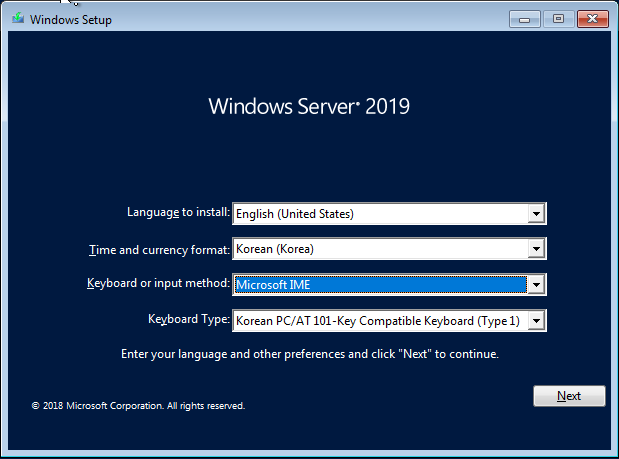 Windows Setup
Windows Server® 2019
Language to install: English (United States)
Time and currency format: Korean (Korea)
Keyboard or input method: Microsoft IME
Keyboard Type: Korean PC/AT 101-Key Compatible Keyboard (Type 1)
Enter your language and other preferences and click "Next" to continue.
Next
© 2018 Microsoft Corporation. All rights reserved.